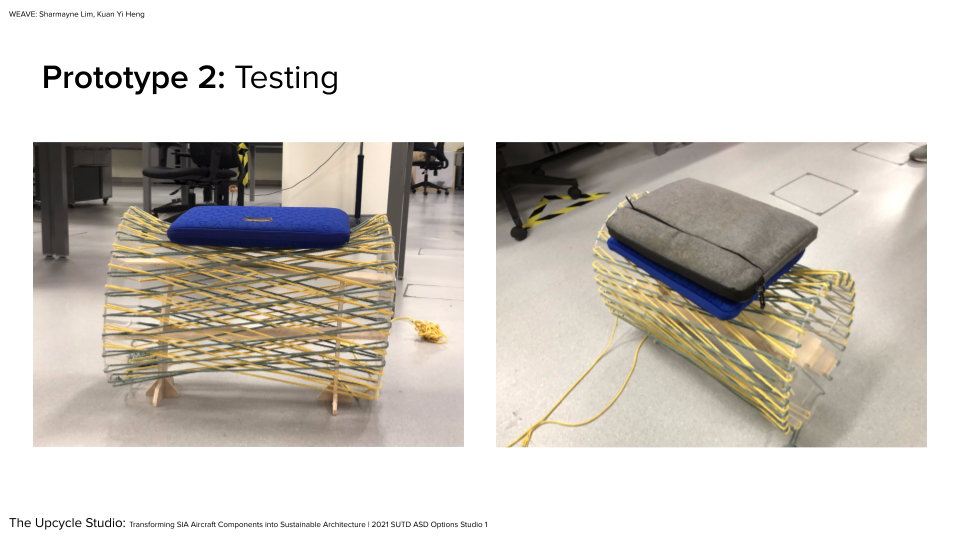 WEAVE: Sharmayne Lim, Kuan Yi Heng
Prototype 2: Testing
The Upcycle Studio: Transforming SIA Aircraft Components into Sustainable Architecture | 2021 SUTD ASD Options Studio 1